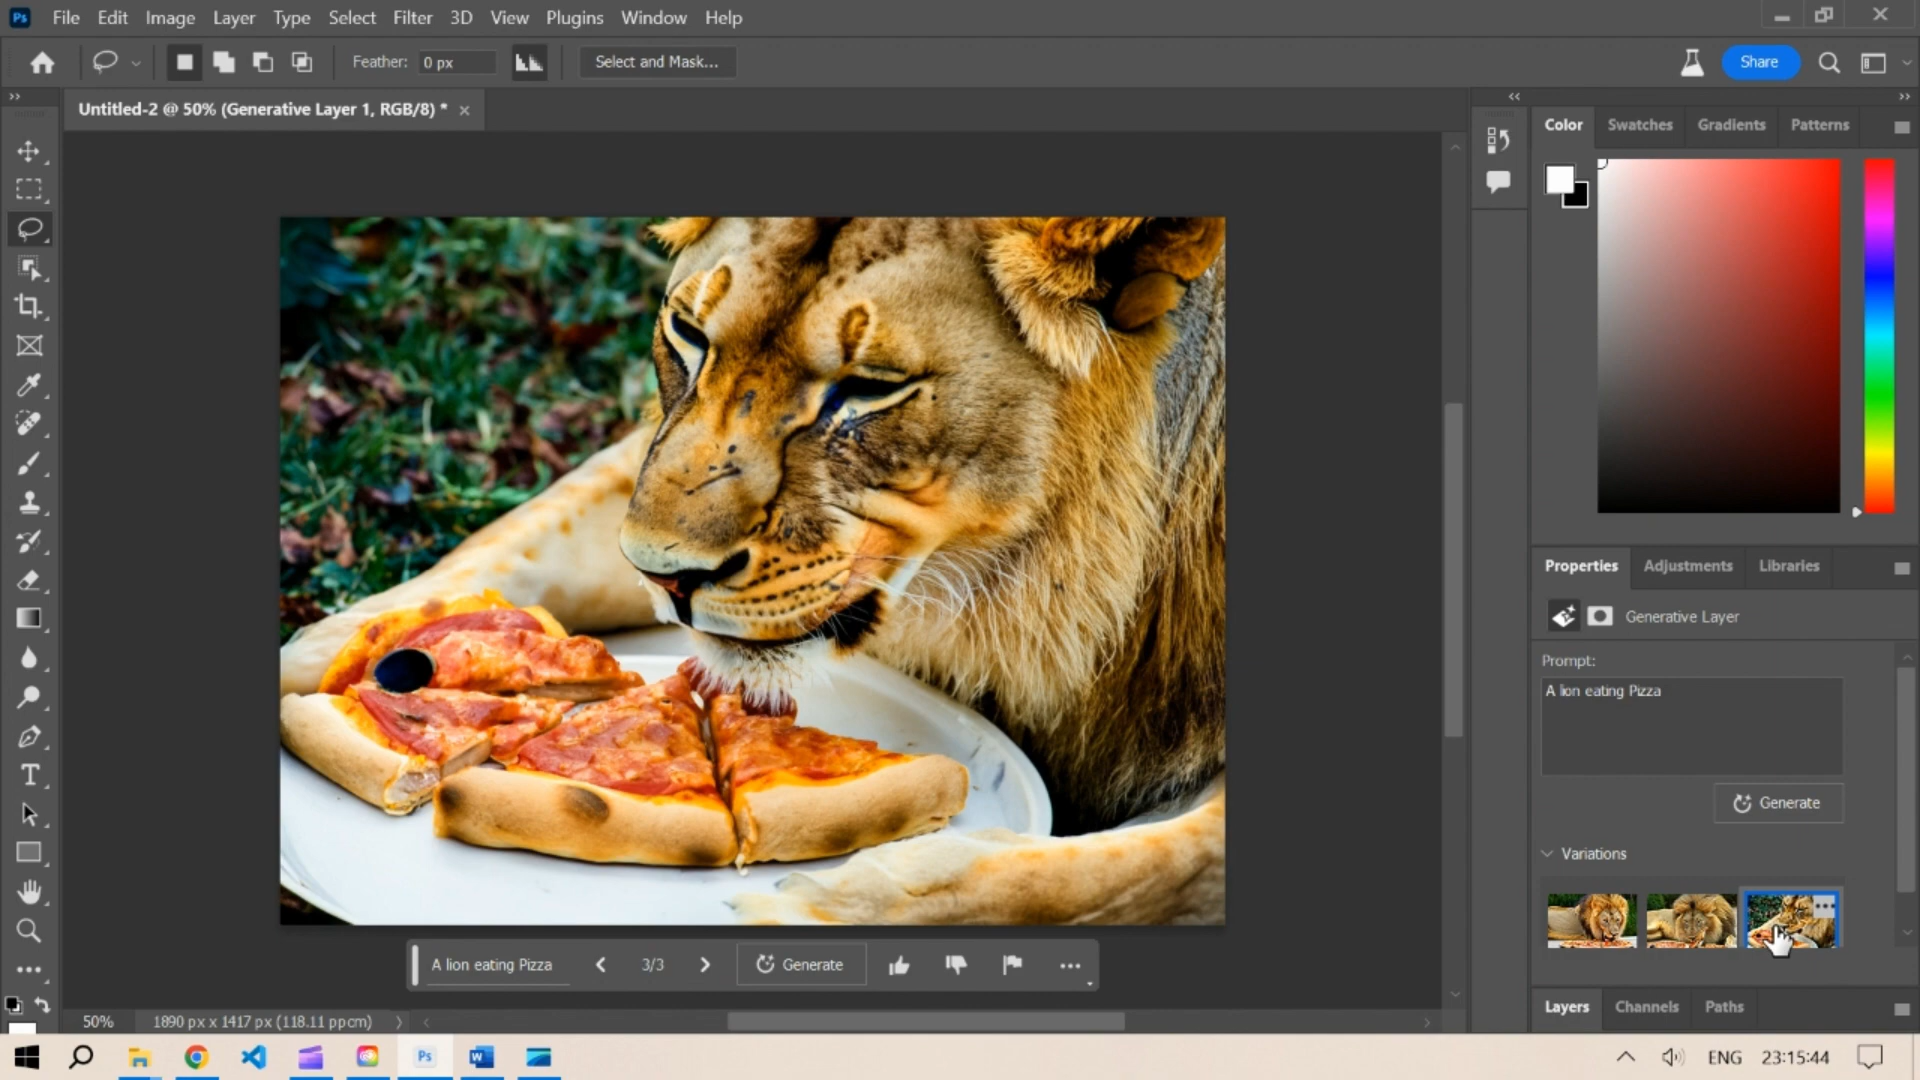 Ps File Edit Image Layer Type Select Filter 3D View Plugins Window Help
Feather: 0 px Select and Mask... Share
Untitled-2 @ 50% (Generative Layer 1, RGB/8) *
Color Swatches Gradients Patterns
Properties Adjustments Libraries
Generative Layer
Prompt:
A lion eating Pizza
Generate
Variations
A lion eating Pizza 3/3 Generate
Layers Channels Paths
50% 1890 px x 1417 px (118.11 ppcm)
Ps W ENG 23:15:44